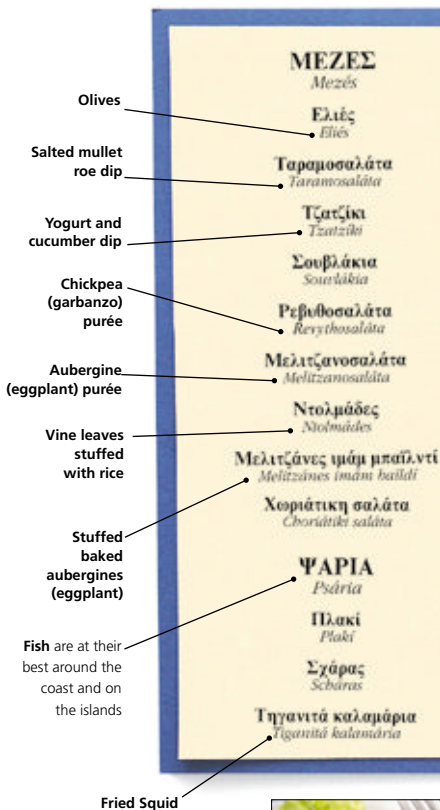 Olives
Salted mullet
roe dip
Yogurt and
cucumber dip
Chickpea
(garbanzo)
purée
Aubergine
(eggplant) purée
Vine leaves
stuffed
with rice
Stuffed
baked
aubergines
(eggplant)
Fish are at their
best around the
coast and on
the islands
Fried Squid
ΜΕΖΕΣ
Mezés
Ελιές
Eliés
Ταραμοσαλάτα
Taramosaláta
Τζατζίκι
Tzatzíki
Σουβλάκια
Souvlákia
Ρεβυθοσαλάτα
Revythosaláta
Μελιτζανοσαλάτα
Melitzanosaláta
Ντολμάδες
Ntolmádes
Μελιτζάνες ιμάμ μπαΐλντί
Melitzánes imám baïldí
Χωριάτικη σαλάτα
Choriátiki saláta
ΨΑΡΙΑ
Psária
Πλακί
Plakí
Σχάρας
Scháras
Τηγανιτά καλαμάρια
Tiganitá kalamária